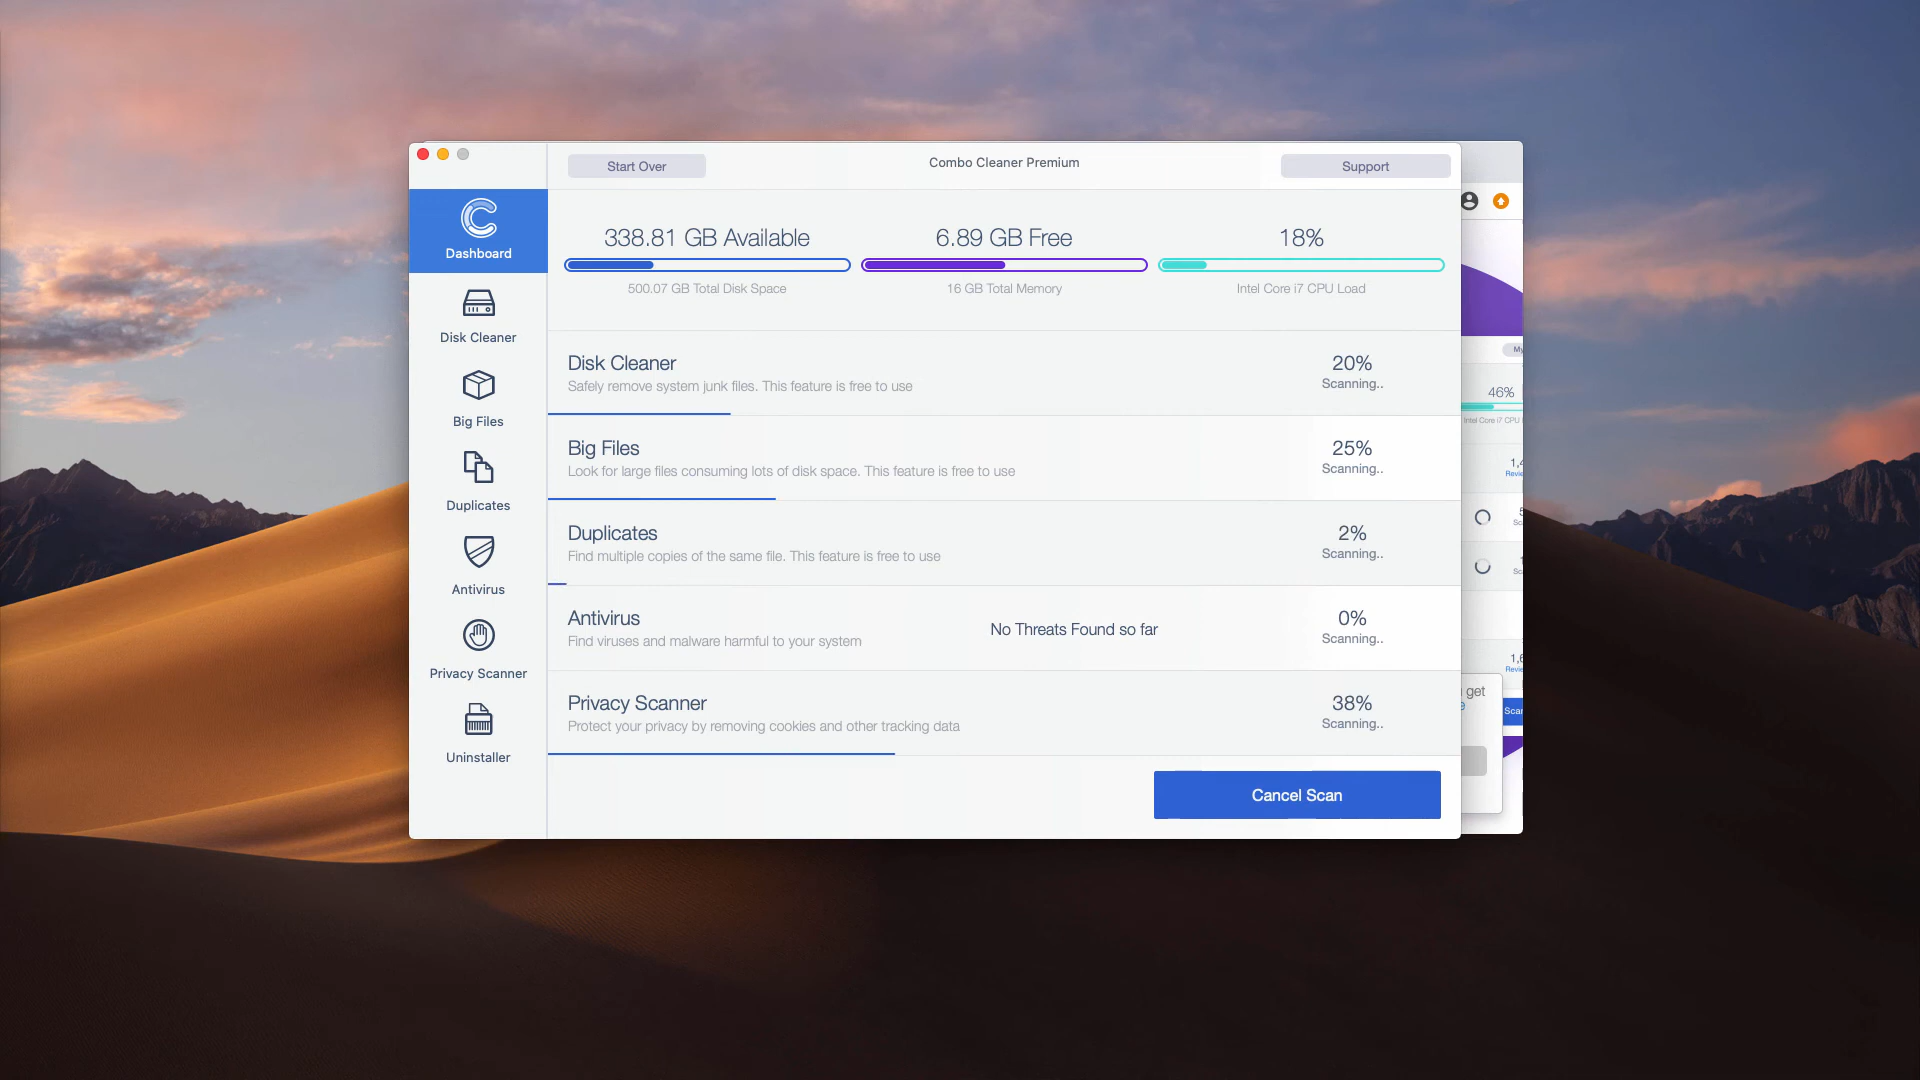 Start Over
Combo Cleaner Premium
Support
Dashboard
Disk Cleaner
Big Files
Duplicates
Antivirus
Privacy Scanner
Uninstaller
338.81 GB Available
500.07 GB Total Disk Space
6.89 GB Free
16 GB Total Memory
18%
Intel Core i7 CPU Load
Disk Cleaner
Safely remove system junk files. This feature is free to use
20%
Scanning..
Big Files
Look for large files consuming lots of disk space. This feature is free to use
25%
Scanning..
Duplicates
Find multiple copies of the same file. This feature is free to use
2%
Scanning..
Antivirus
Find viruses and malware harmful to your system
No Threats Found so far
0%
Scanning..
Privacy Scanner
Protect your privacy by removing cookies and other tracking data
38%
Scanning..
Cancel Scan
My
46%
Intel Core i7 CPU
get